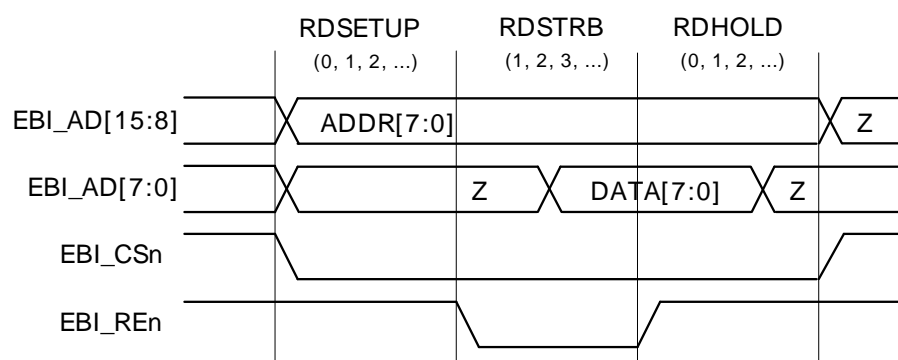 RDSETUP RDSTRB RDHOLD
(0, 1, 2, ...) (1, 2, 3, ...) (0, 1, 2, ...)
EBI_AD[15:8] ADDR[7:0] Z
EBI_AD[7:0] Z DATA[7:0] Z
EBI_CSn
EBI_REn